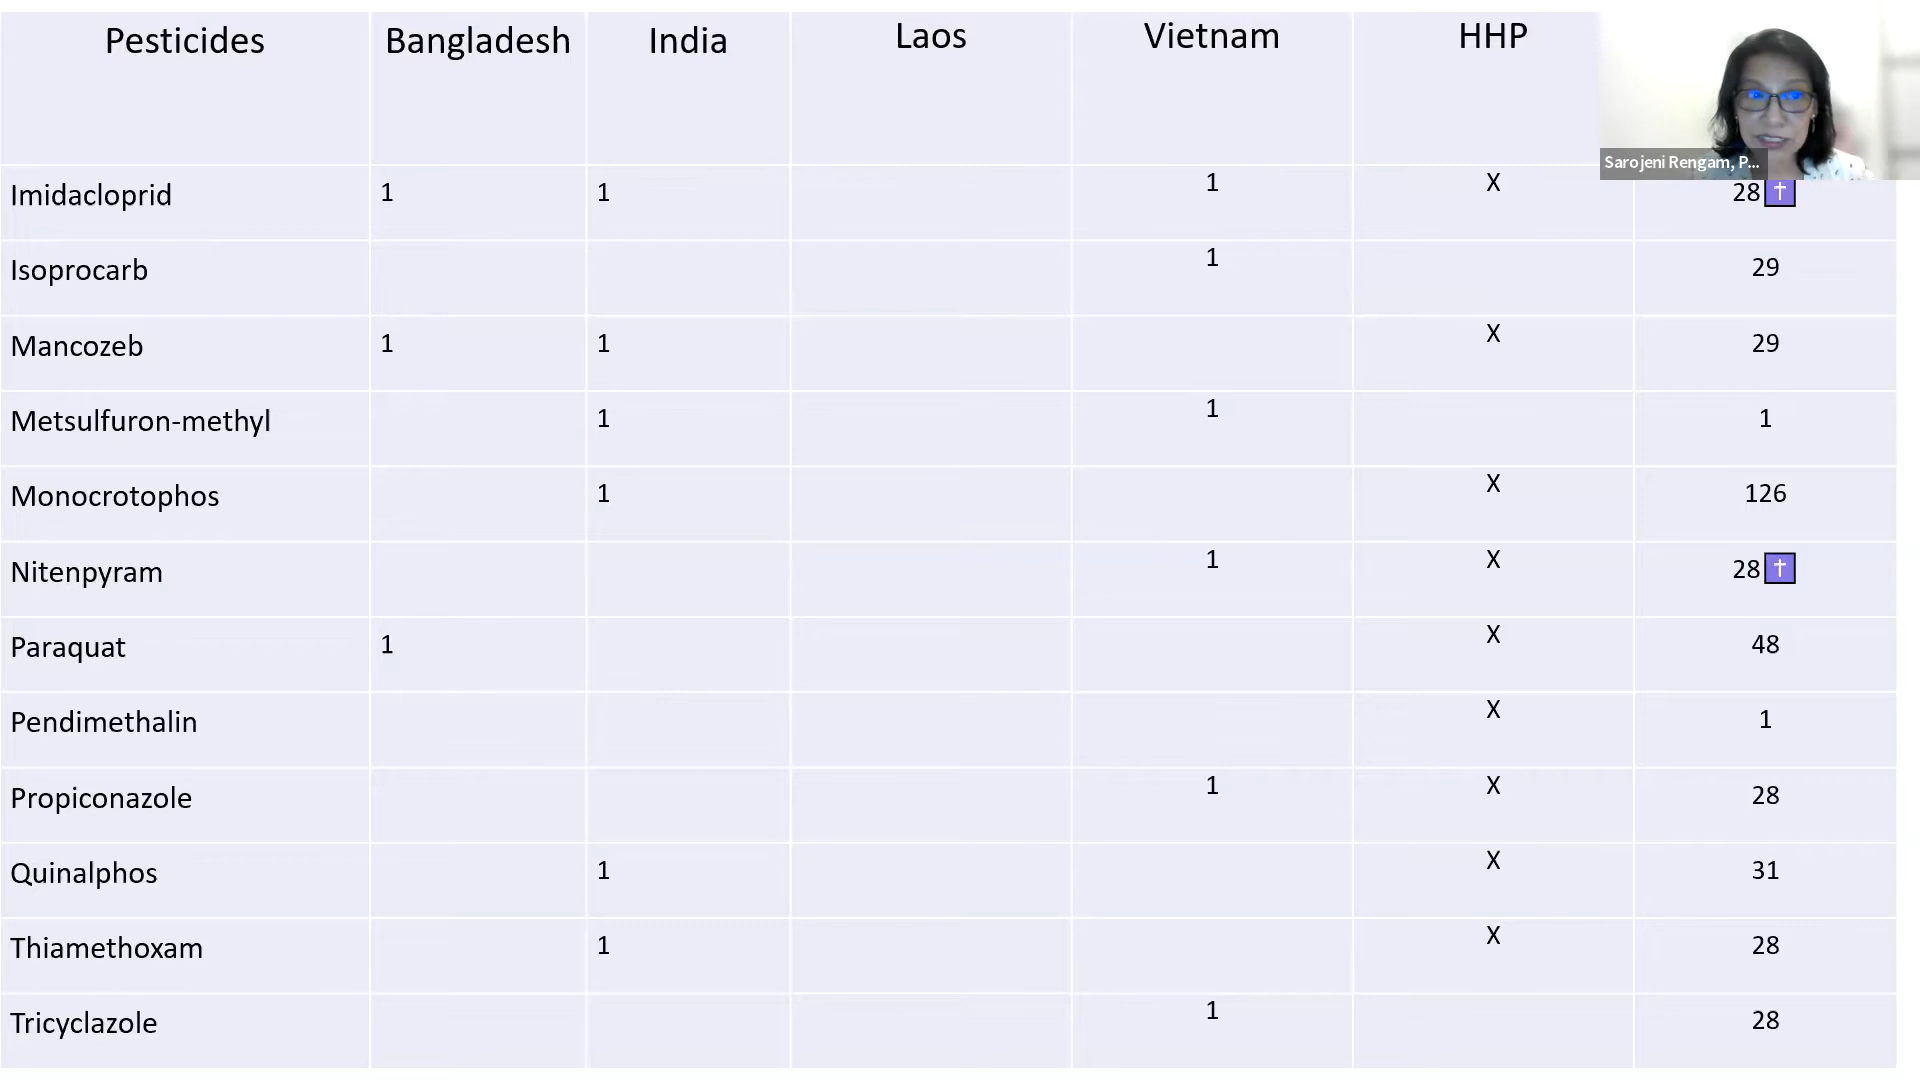 Pesticides Bangladesh India Laos Vietnam HHP
Sarojeni Rengam, P...
Imidacloprid 1 1 1 X 28 †
Isoprocarb 1 29
Mancozeb 1 1 X 29
Metsulfuron-methyl 1 1 1
Monocrotophos 1 X 126
Nitenpyram 1 X 28 †
Paraquat 1 X 48
Pendimethalin X 1
Propiconazole 1 X 28
Quinalphos 1 X 31
Thiamethoxam 1 X 28
Tricyclazole 1 28